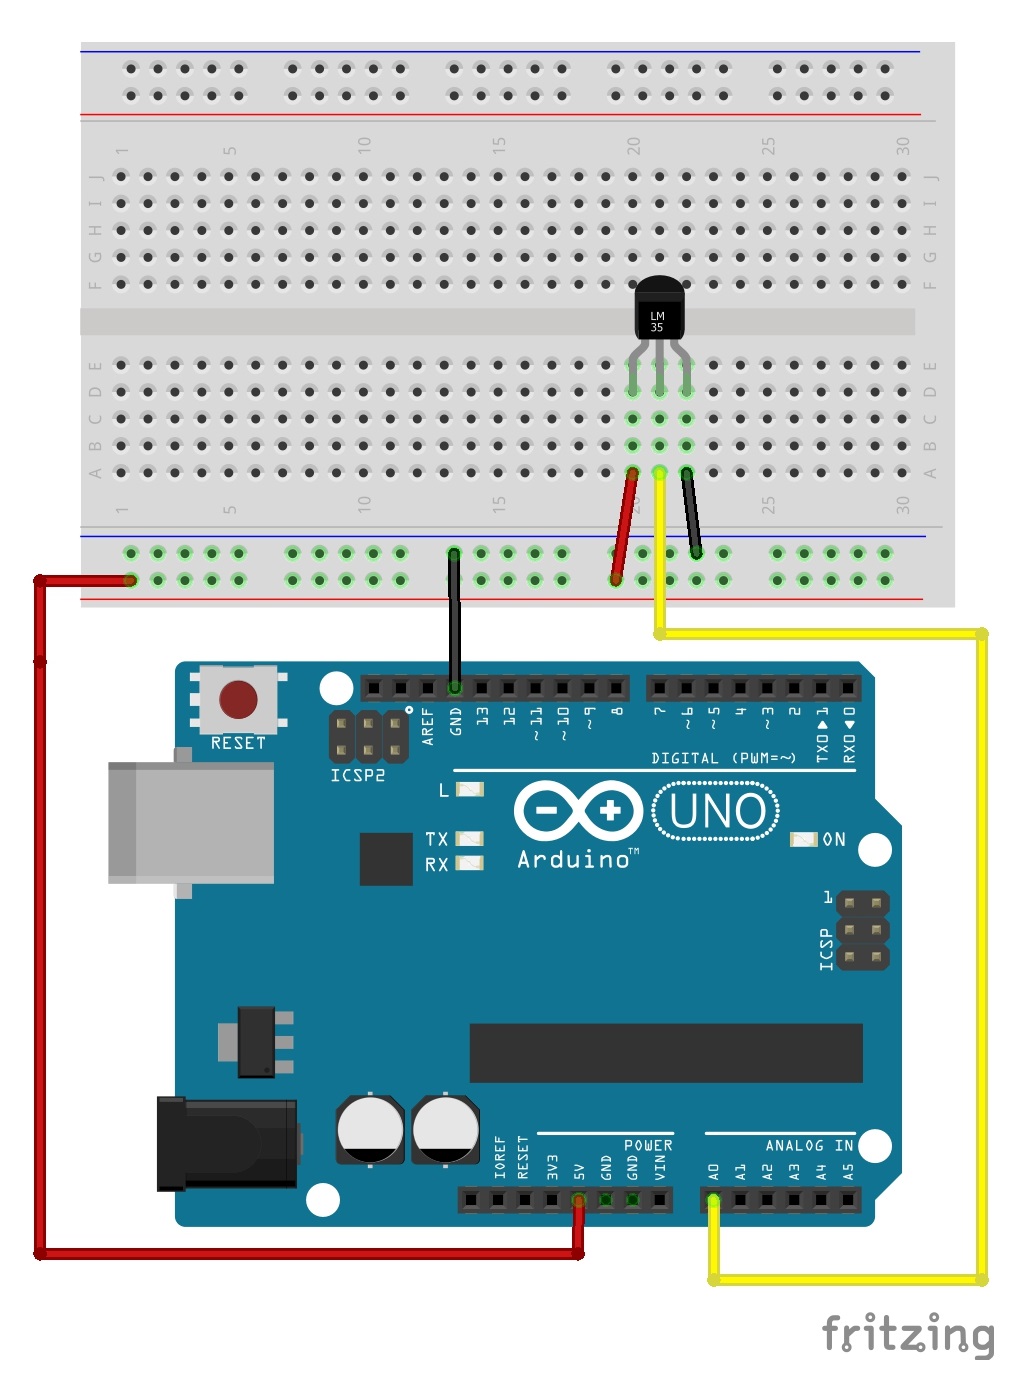 1 5 10 15 20 25 30
J J
I I
H H
G G
F F
LM
35
E E
D D
C C
B B
A A
1 5 10 15 20 25 30
RESET
ICSP2
AREF GND 13 12 ~11 ~10 ~9 8 7 ~6 ~5 4 ~3 2 TX0▶1 RX0◀0
DIGITAL (PWM=~)
L
TX
RX
UNO
Arduino™
ON
1
ICSP
POWER
ANALOG IN
IOREF RESET 3V3 5V GND GND VIN A0 A1 A2 A3 A4 A5
fritzing